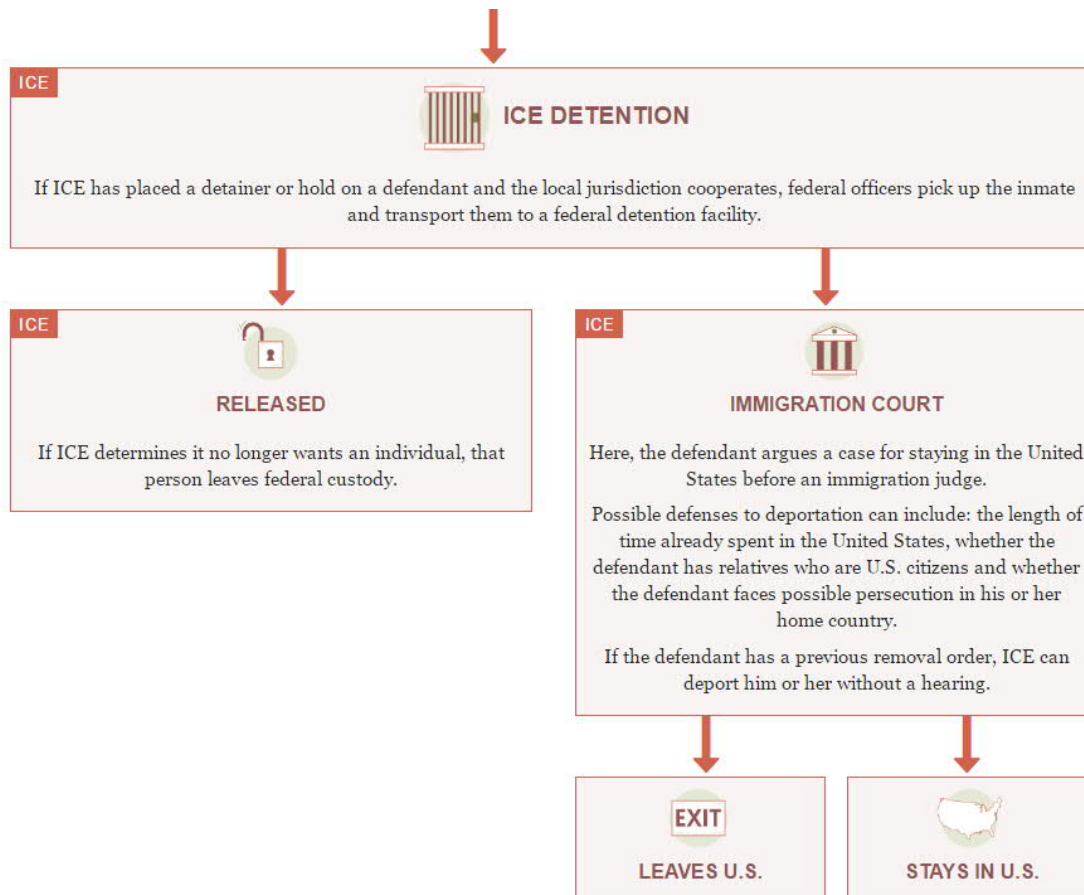 ICE
ICE DETENTION
If ICE has placed a detainer or hold on a defendant and the local jurisdiction cooperates, federal officers pick up the inmate
and transport them to a federal detention facility.
ICE
RELEASED
If ICE determines it no longer wants an individual, that
person leaves federal custody.
ICE
IMMIGRATION COURT
Here, the defendant argues a case for staying in the United
States before an immigration judge.
Possible defenses to deportation can include: the length of
time already spent in the United States, whether the
defendant has relatives who are U.S. citizens and whether
the defendant faces possible persecution in his or her
home country.
If the defendant has a previous removal order, ICE can
deport him or her without a hearing.
EXIT
LEAVES U.S.
STAYS IN U.S.